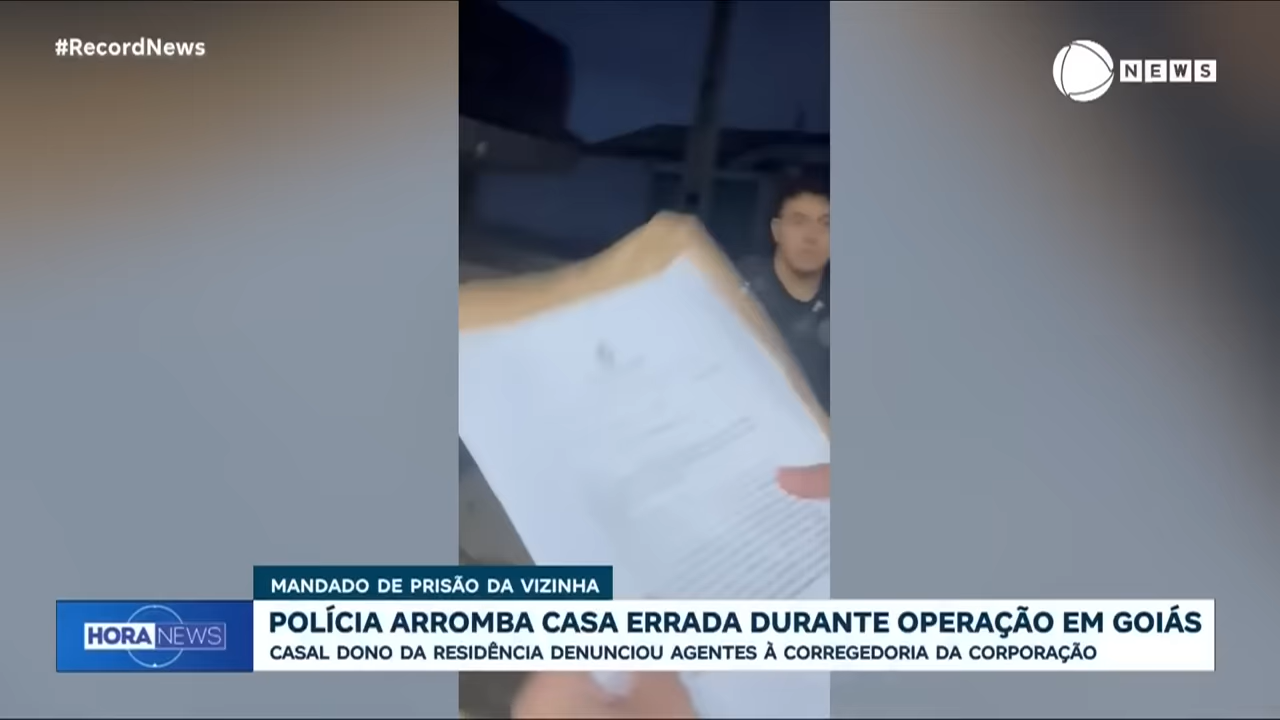 #RecordNews
NEWS
MANDADO DE PRISÃO DA VIZINHA
HORA NEWS
POLÍCIA ARROMBA CASA ERRADA DURANTE OPERAÇÃO EM GOIÁS
CASAL DONO DA RESIDÊNCIA DENUNCIOU AGENTES À CORREGEDORIA DA CORPORAÇÃO